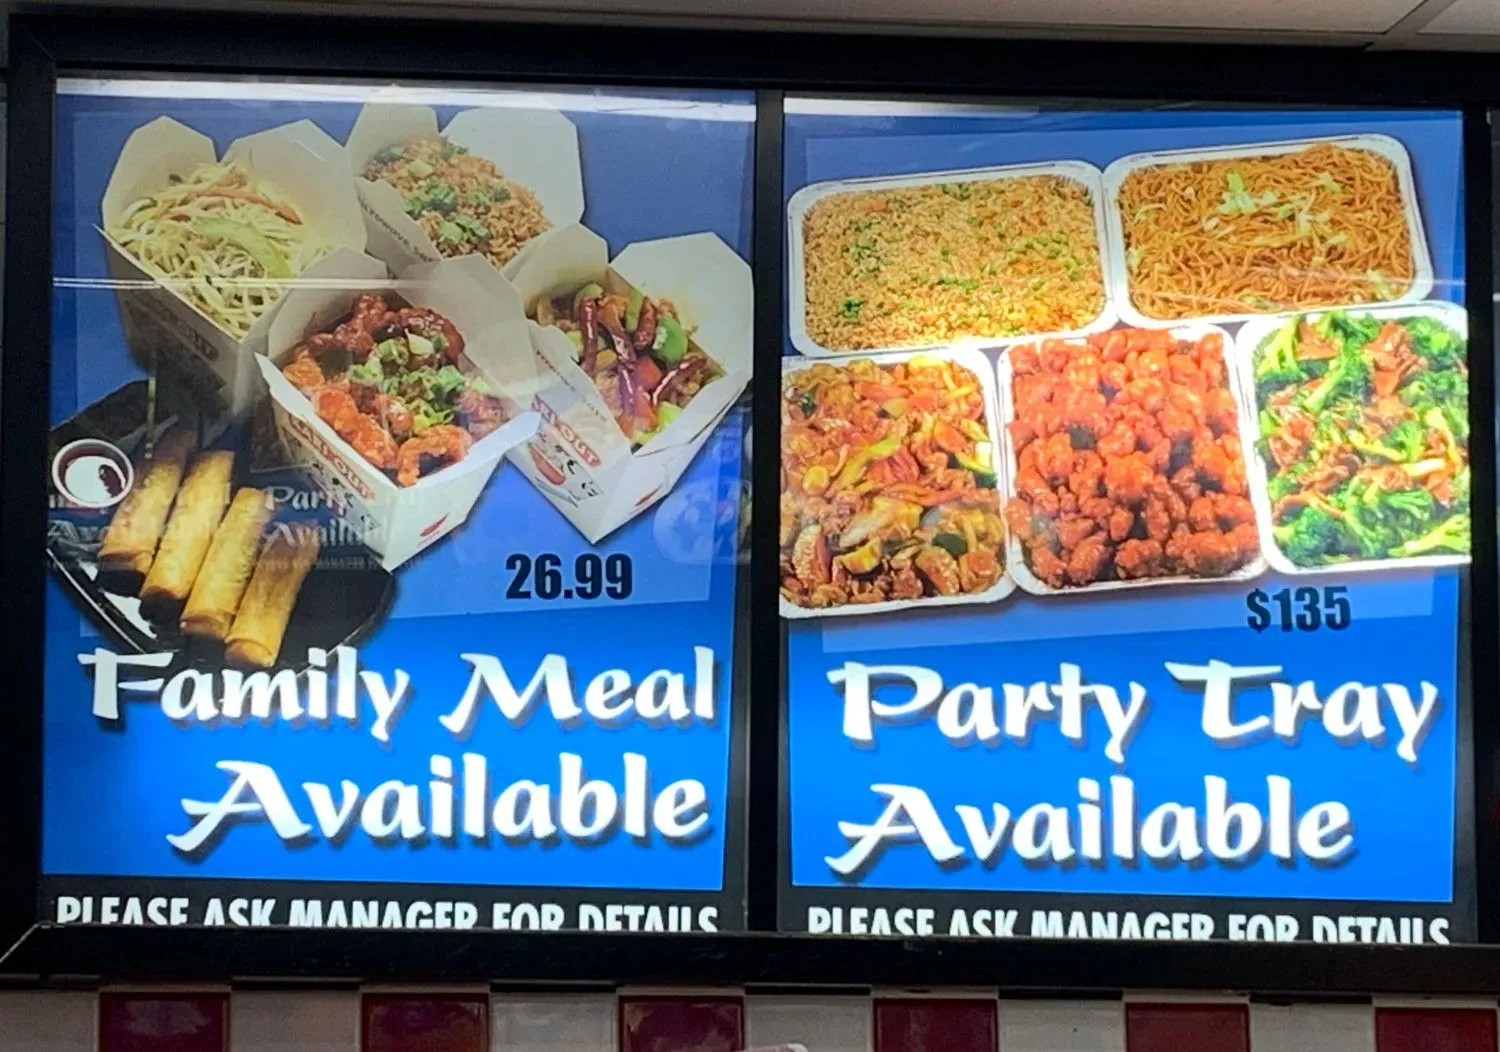 26.99
Family Meal
Available
PLEASE ASK MANAGER FOR DETAILS
$135
Party Tray
Available
PLEASE ASK MANAGER FOR DETAILS